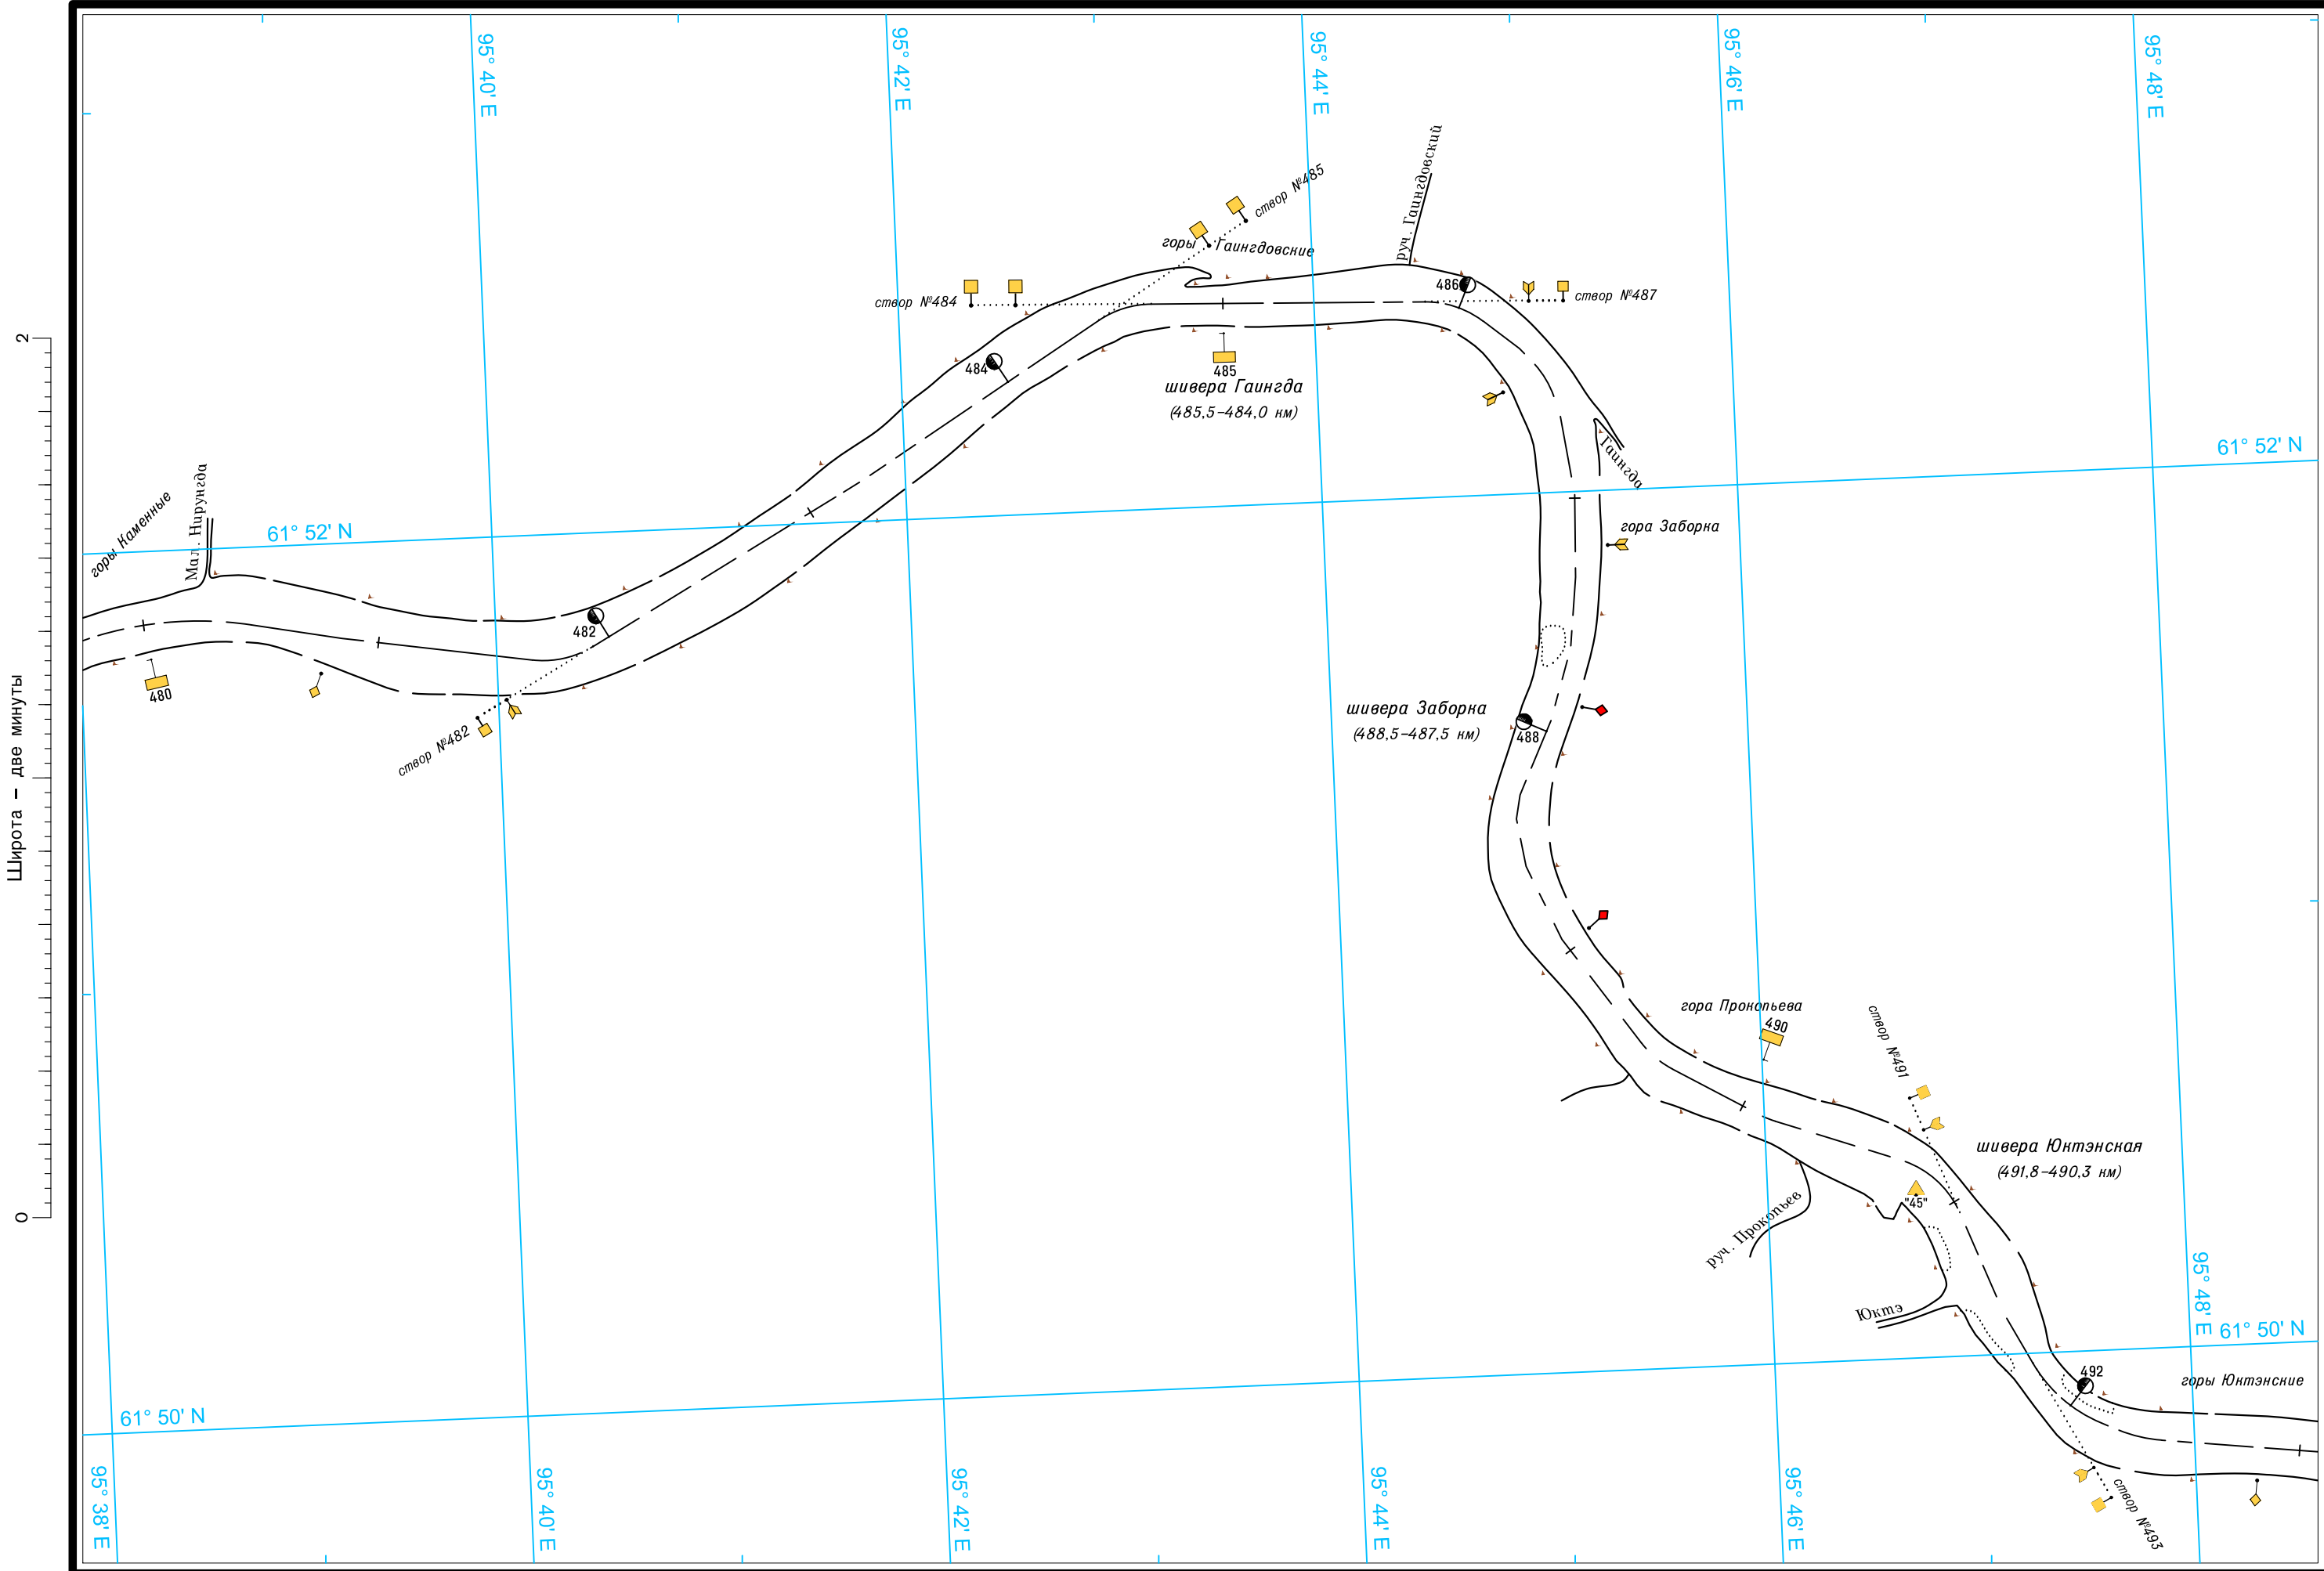 95° 40' E
95° 42' E
95° 44' E
95° 46' E
95° 48' E
руч. Гаингдовский
створ №485
горы Гаингдовские
створ №484
486
створ №487
2
484
485
шивера Гаингда
(485,5-484,0 км)
61° 52' N
Гаингда
горы Каменные
Мал. Нирунгда
61° 52' N
гора Заборка
482
480
створ №482
Широта – две минуты
шивера Заборка
(488,5-487,5 км)
488
гора Прокопьева
490
створ №491
шивера Юктэнская
(491,8-490,3 км)
"45"
0
руч. Прокопьев
Юктэ
95° 48' E
61° 50' N
492
горы Юктэнские
61° 50' N
створ №493
95° 38' E
95° 40' E
95° 42' E
95° 44' E
95° 46' E